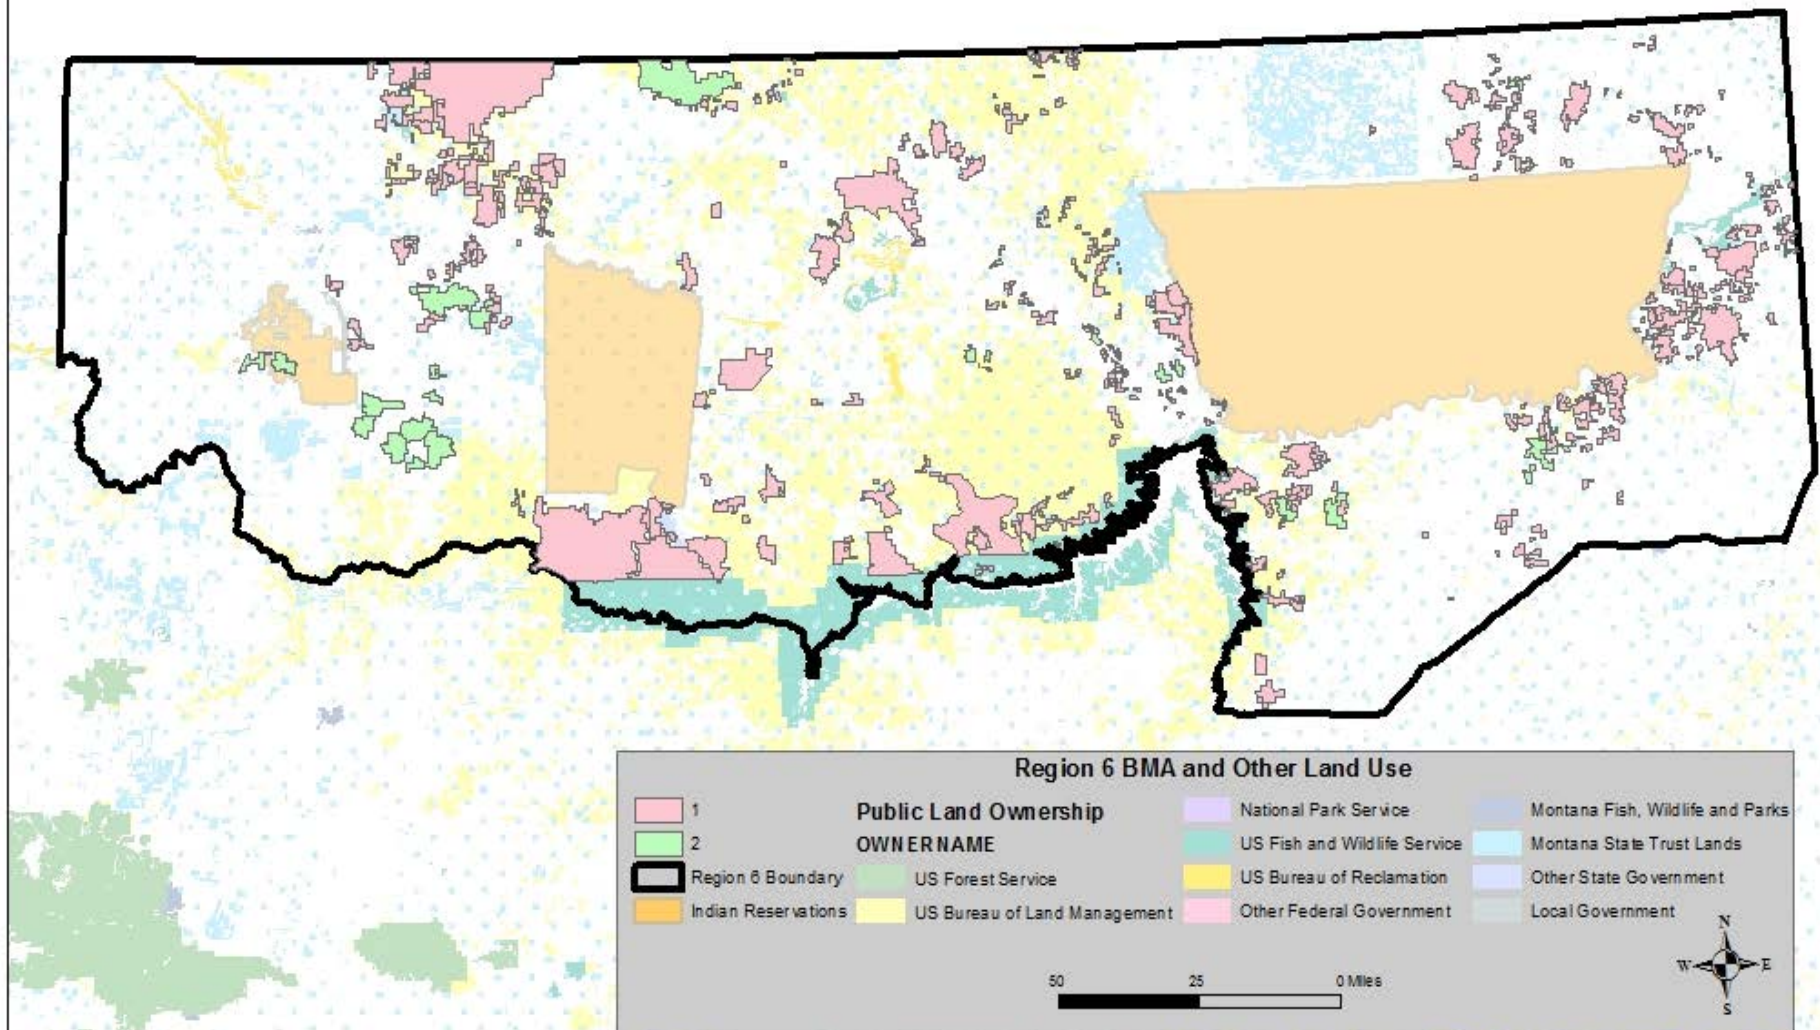 Region 6 BMA and Other Land Use
1
2
Region 6 Boundary
Indian Reservations
Public Land Ownership
OWNERNAME
US Forest Service
US Bureau of Land Management
National Park Service
US Fish and Wildlife Service
US Bureau of Reclamation
Other Federal Government
Montana Fish, Wildlife and Parks
Montana State Trust Lands
Other State Government
Local Government
50 25 0 Miles
N
W E
S